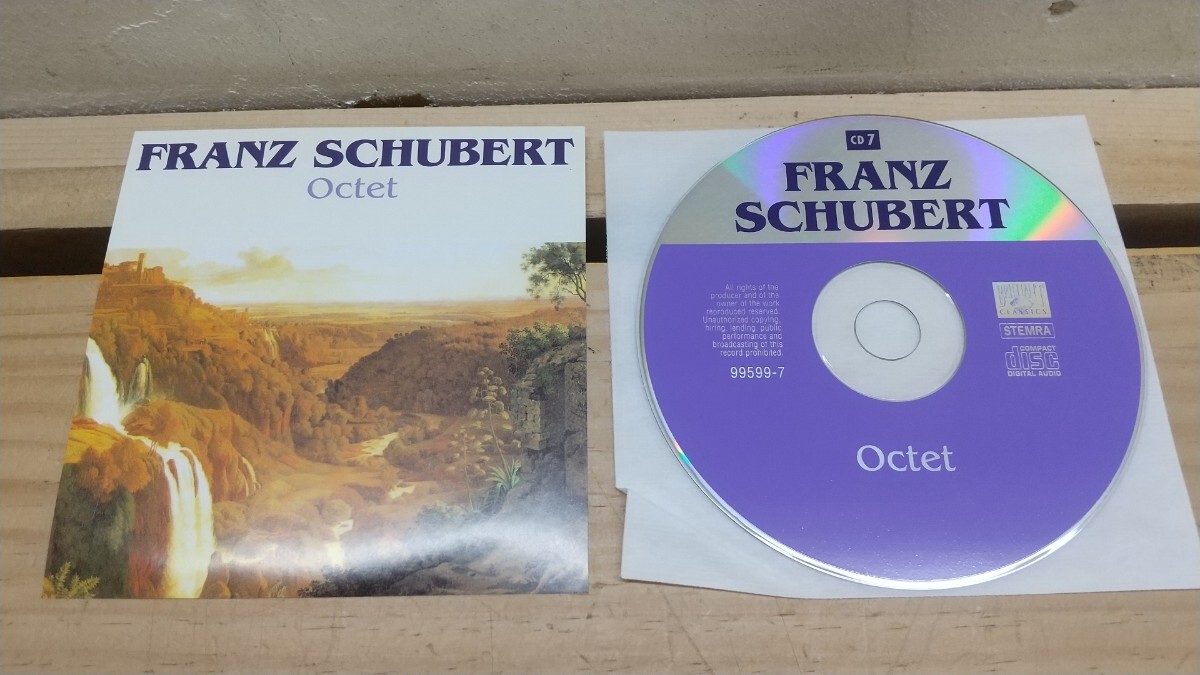 FRANZ SCHUBERT
Octet
CD 7
FRANZ
SCHUBERT
All rights of the
producer and of the
owner of the work
reproduced reserved.
Unauthorized copying,
hiring, lending, public
performance and
broadcasting of this
record prohibited.
99599-7
CLASSICS
STEMRA
COMPACT
disc
DIGITAL AUDIO
Octet